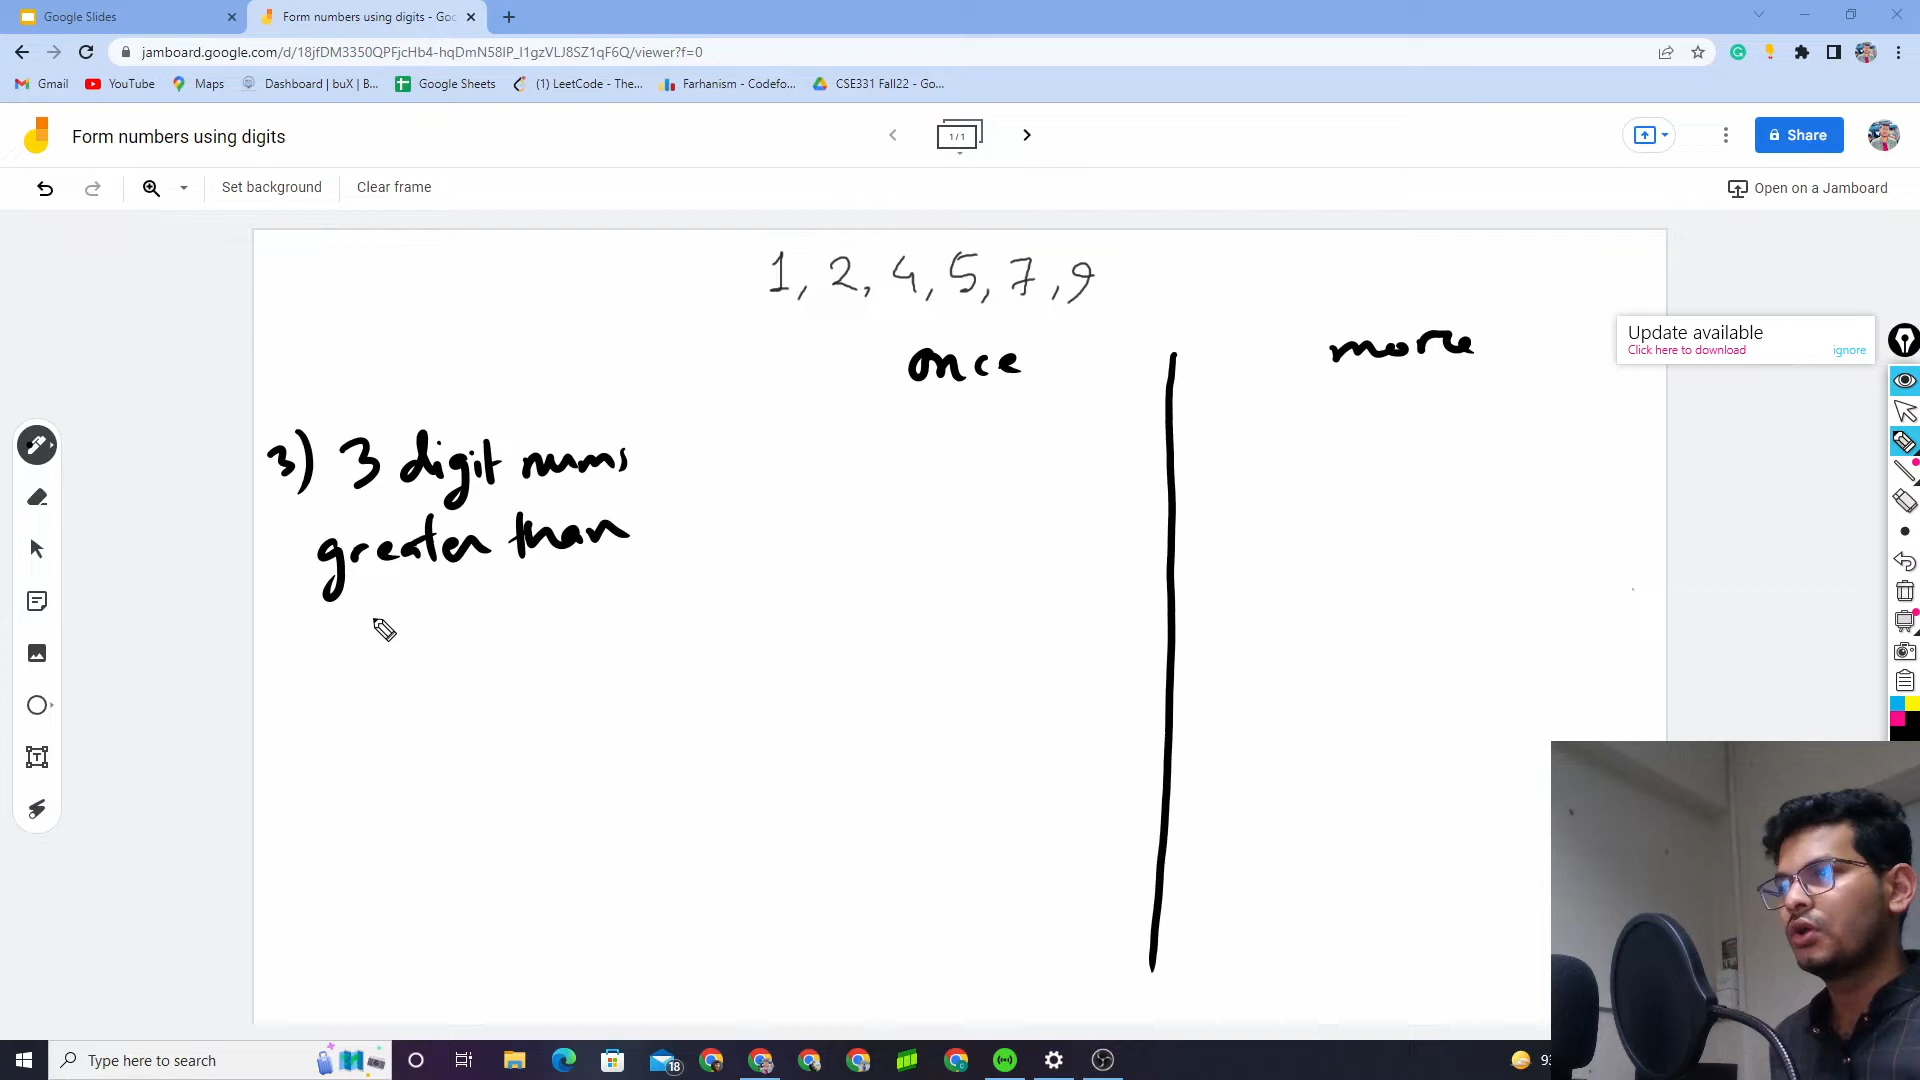 Google Slides
Form numbers using digits - Goo
jamboard.google.com/d/18jfDM3350QPFjcHb4-hqDmN58IP_I1gzVLJ8SZ1qF6Q/viewer?f=0
Gmail YouTube Maps Dashboard | buX | B... Google Sheets (1) LeetCode - The... Farhanism - Codefo... CSE331 Fall22 - Go...
Form numbers using digits
1/1
Share
Set background
Clear frame
Open on a Jamboard
1, 2, 4, 5, 7, 9
once
more
Update available
Click here to download
ignore
3) 3 digit nums
greater than
Type here to search
18